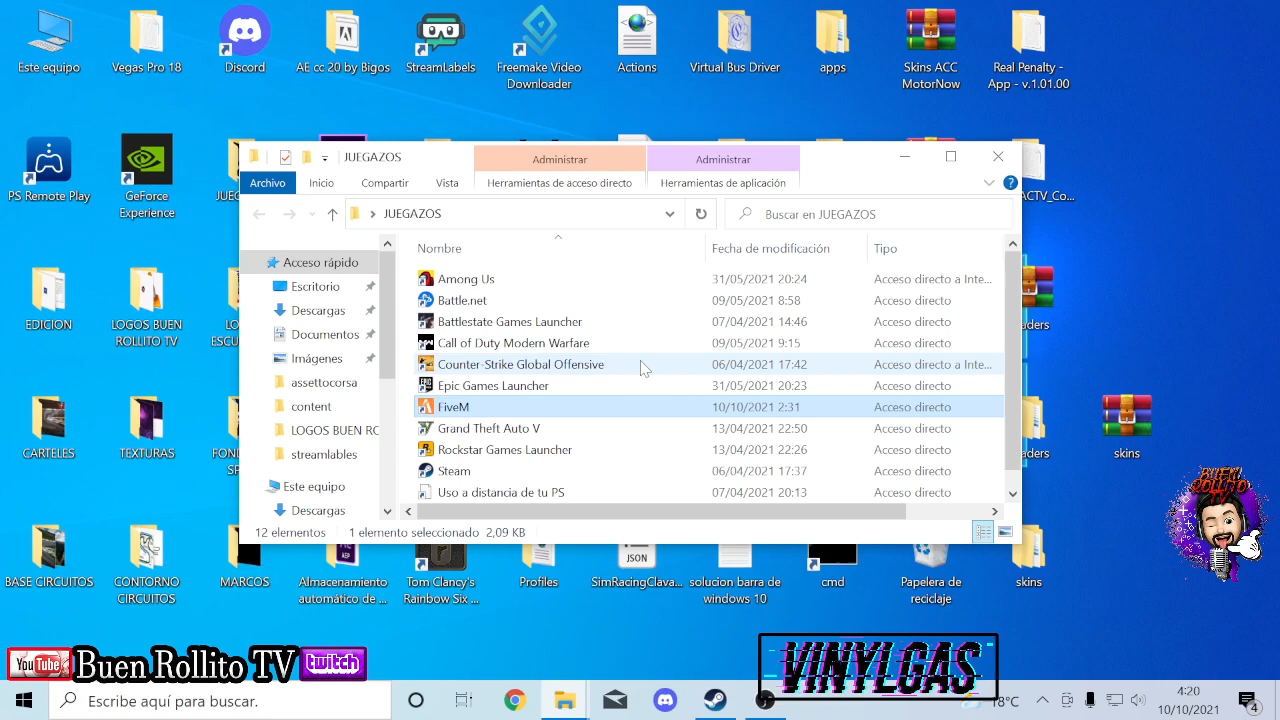 Este equipo
Vegas Pro 18
Discord
AE cc 20 by Bigos
StreamLabels
Freemake Video
Downloader
Actions
Virtual Bus Driver
apps
Skins ACC
MotorNow
Real Penalty -
App - v.1.01.00
PS Remote Play
GeForce
Experience
EDICION
LOGOS BUEN
ROLLITO TV
CARTELES
TEXTURAS
BASE CIRCUITOS
CONTORNO
CIRCUITOS
MARCOS
Almacenamiento
automático de ...
Tom Clancy's
Rainbow Six ...
Profiles
JSON
SimRacingClava...
solucion barra de
windows 10
cmd
Papelera de
reciclaje
skins
skins
JUEGAZOS
Administrar
Administrar
Archivo
Inicio
Compartir
Vista
Herramientas de acceso directo
Herramientas de aplicación
JUEGAZOS
Buscar en JUEGAZOS
Nombre
Fecha de modificación
Tipo
Acceso rápido
Escritorio
Descargas
Documentos
Imágenes
assettocorsa
content
LOGOS BUEN RO
streamlables
Este equipo
Descargas
Among Us 31/05/2021 20:24 Acceso directo a Inte...
Battle.net 09/05/2021 8:58 Acceso directo
Battlestate Games Launcher 07/04/2021 14:46 Acceso directo
Call of Duty Modern Warfare 09/05/2021 9:15 Acceso directo
Counter-Strike Global Offensive 06/04/2021 17:42 Acceso directo a Inte...
Epic Games Launcher 31/05/2021 20:23 Acceso directo
FiveM 10/10/2021 2:31 Acceso directo
Grand Theft Auto V 13/04/2021 22:50 Acceso directo
Rockstar Games Launcher 13/04/2021 22:26 Acceso directo
Steam 06/04/2021 17:37 Acceso directo
Uso a distancia de tu PS 07/04/2021 20:13 Acceso directo
12 elementos 1 elemento seleccionado 2,09 KB
BUEN
ROLLITO
YouTube Buen Rollito TV twitch
VINYLGAS
Escribe aquí para buscar.
18°C
4:20
10/10/2021
4